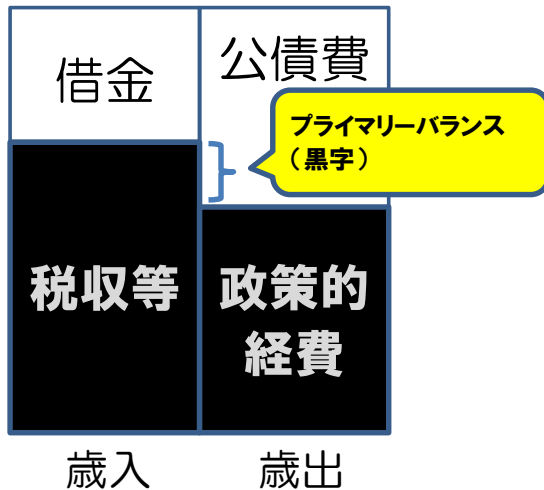 借金
公債費
プライマリーバランス
（黒字）
税収等
政策的
経費
歳入
歳出